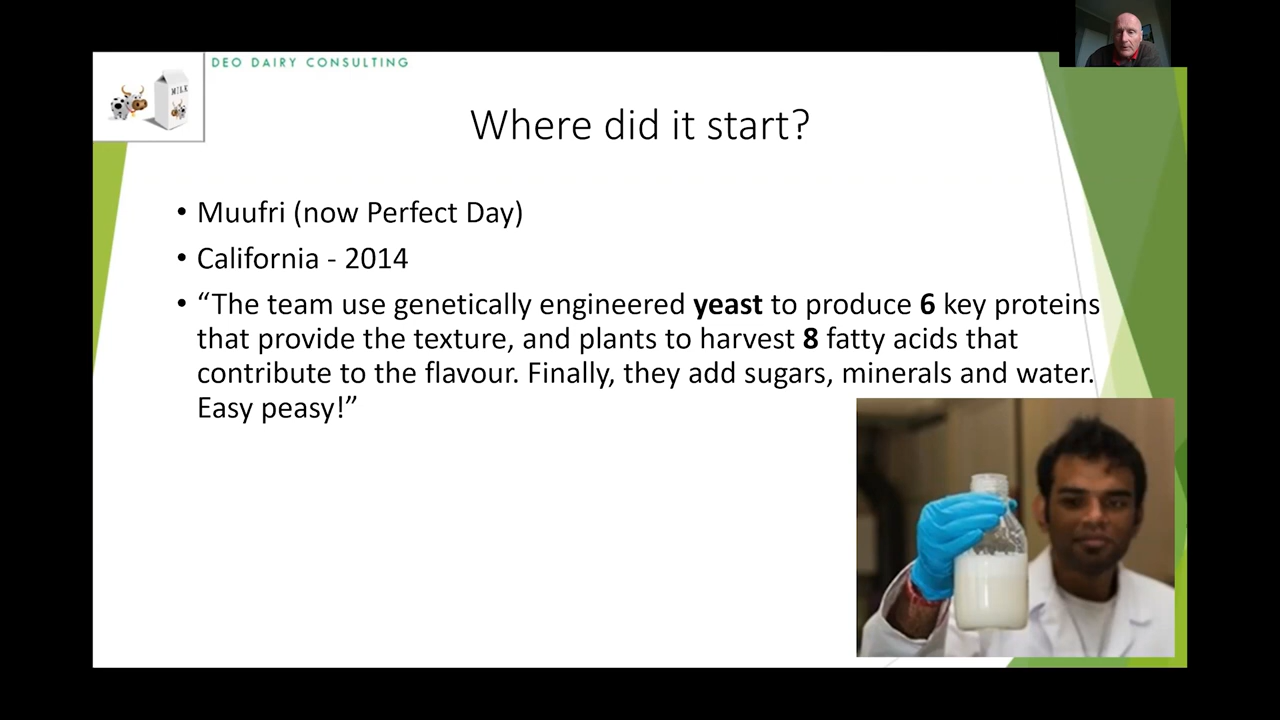 DEO DAIRY CONSULTING
MILK
Where did it start?
• Muufri (now Perfect Day)
• California - 2014
• “The team use genetically engineered yeast to produce 6 key proteins
that provide the texture, and plants to harvest 8 fatty acids that
contribute to the flavour. Finally, they add sugars, minerals and water.
Easy peasy!”